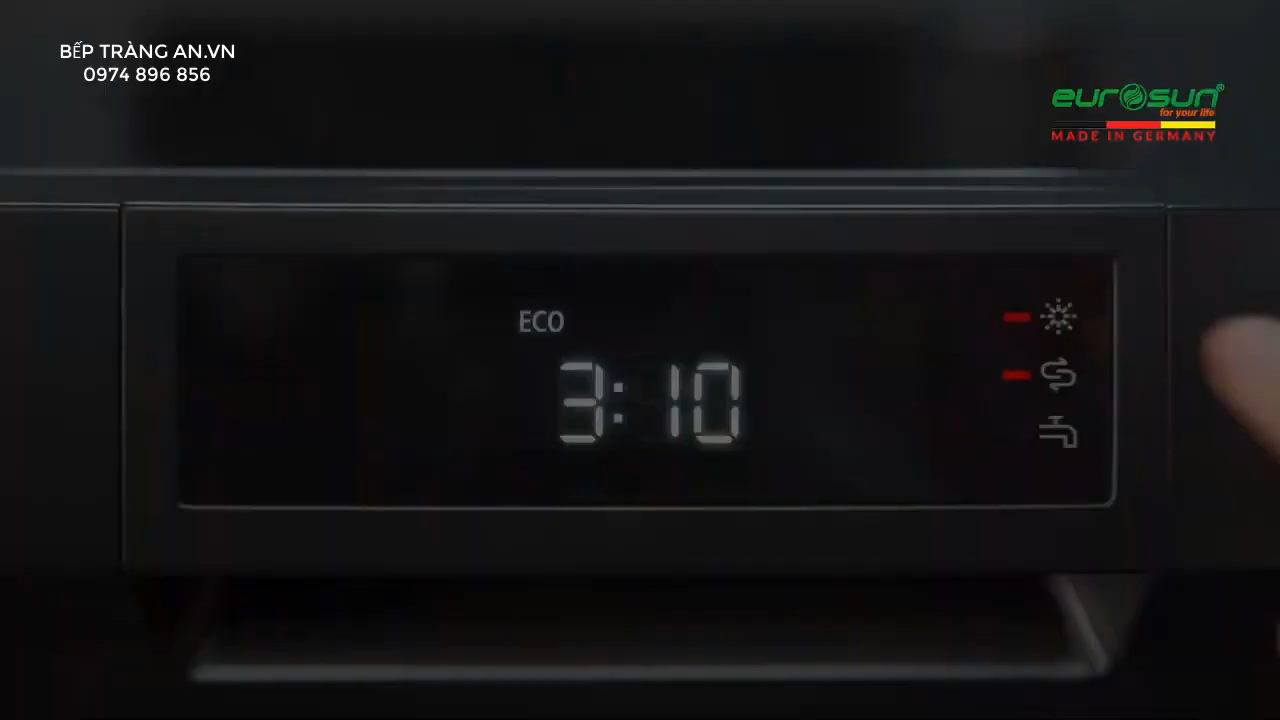 BẾP TRÀNG AN.VN
0974 896 856
eurosun®
for your life
MADE IN GERMANY
ECO
3:10